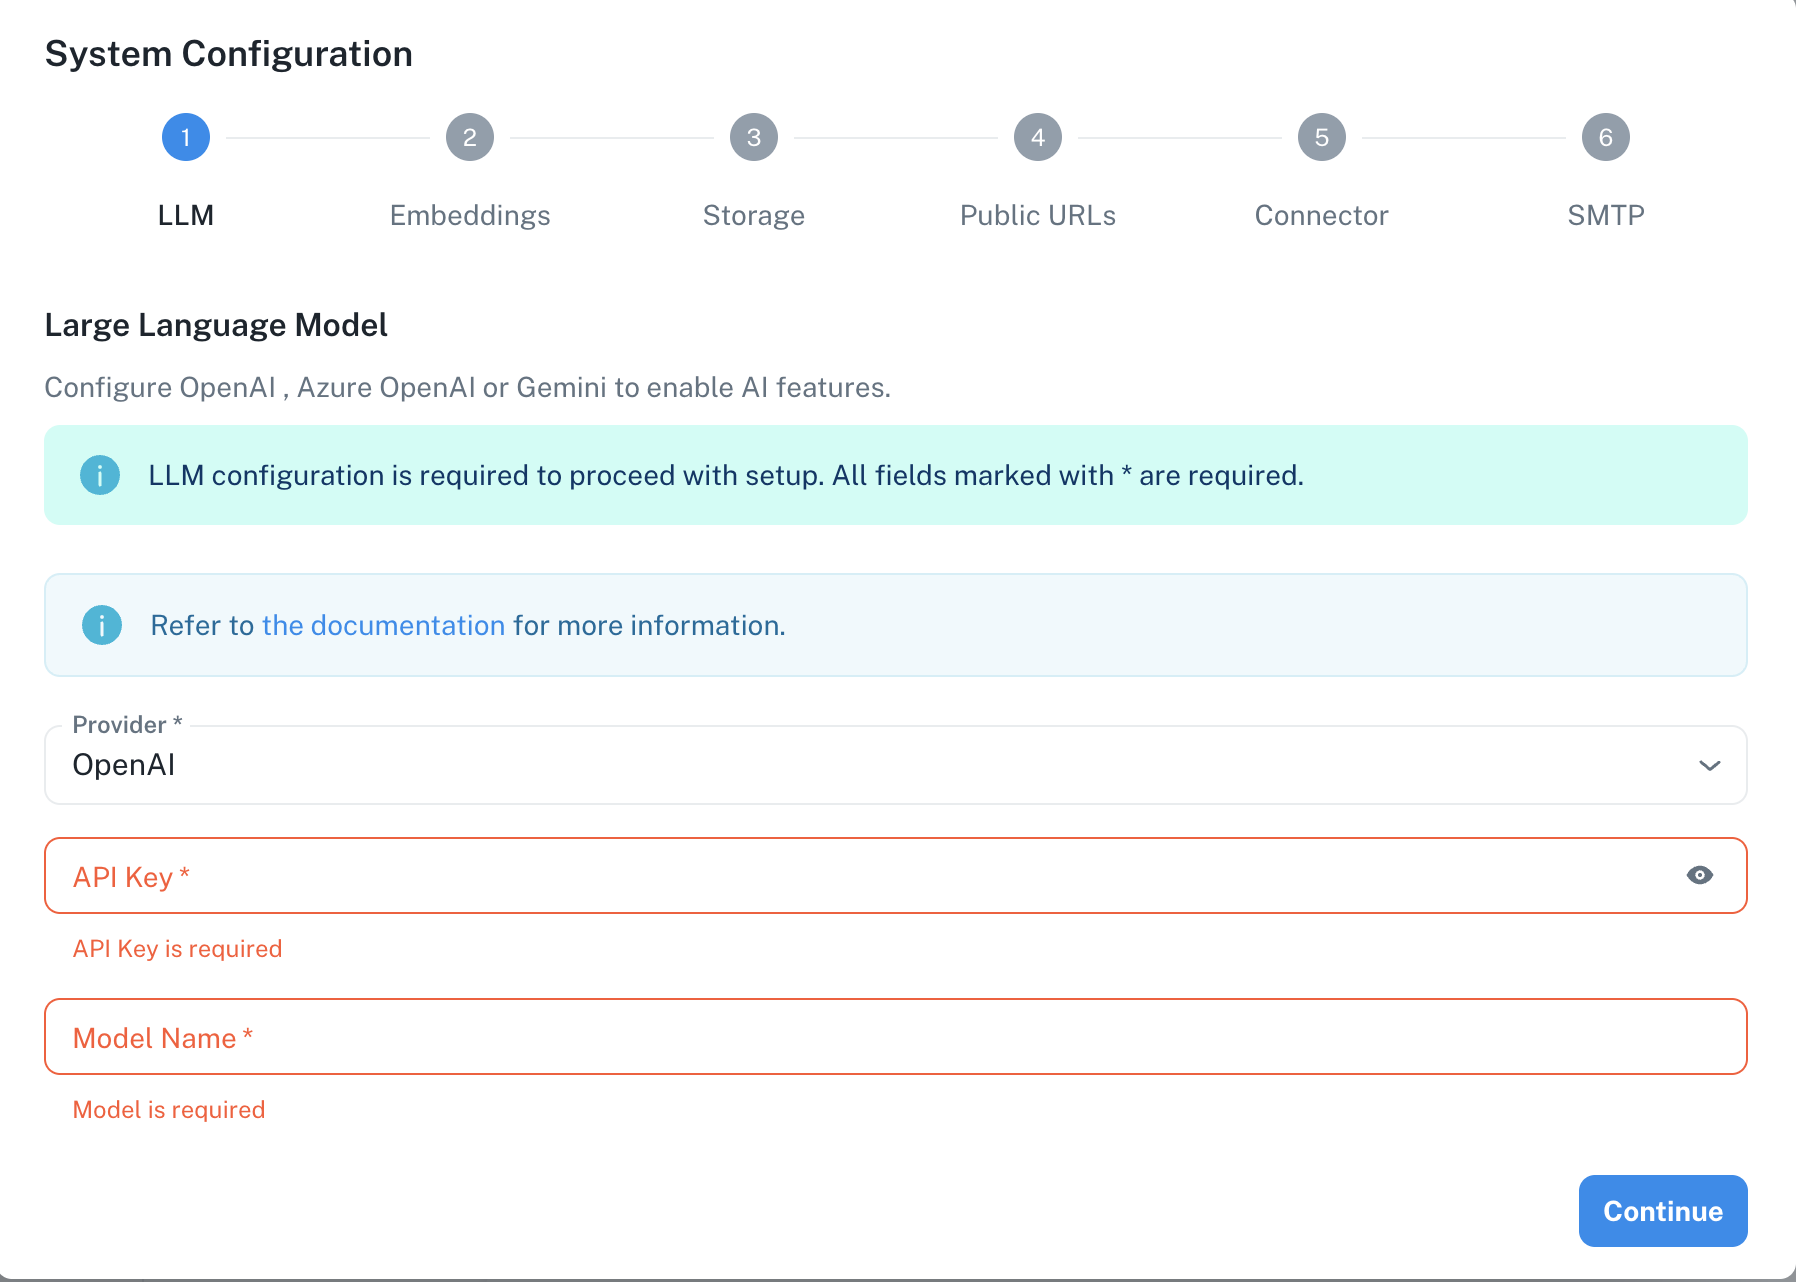 System Configuration
1 2 3 4 5 6
LLM Embeddings Storage Public URLs Connector SMTP
Large Language Model
Configure OpenAI , Azure OpenAI or Gemini to enable AI features.
LLM configuration is required to proceed with setup. All fields marked with * are required.
Refer to the documentation for more information.
Provider *
OpenAI
API Key *
API Key is required
Model Name *
Model is required
Continue